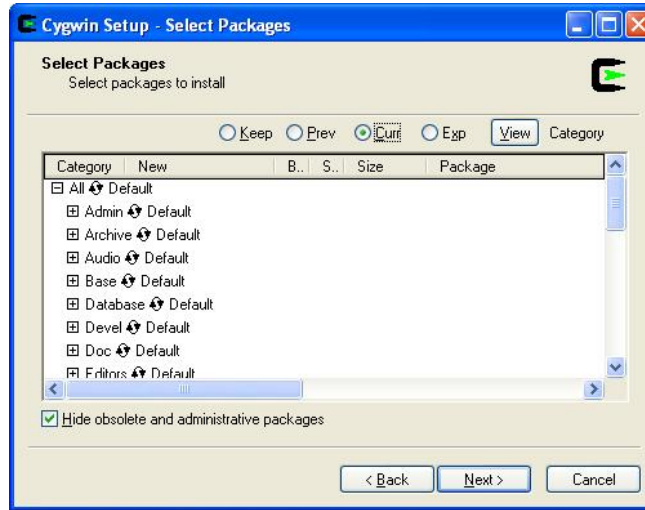 Cygwin Setup - Select Packages
Select Packages
Select packages to install
Keep Prev Curr Exp View Category
Category New B.. S.. Size Package
All Default
Admin Default
Archive Default
Audio Default
Base Default
Database Default
Devel Default
Doc Default
Editors Default
Hide obsolete and administrative packages
< Back Next > Cancel